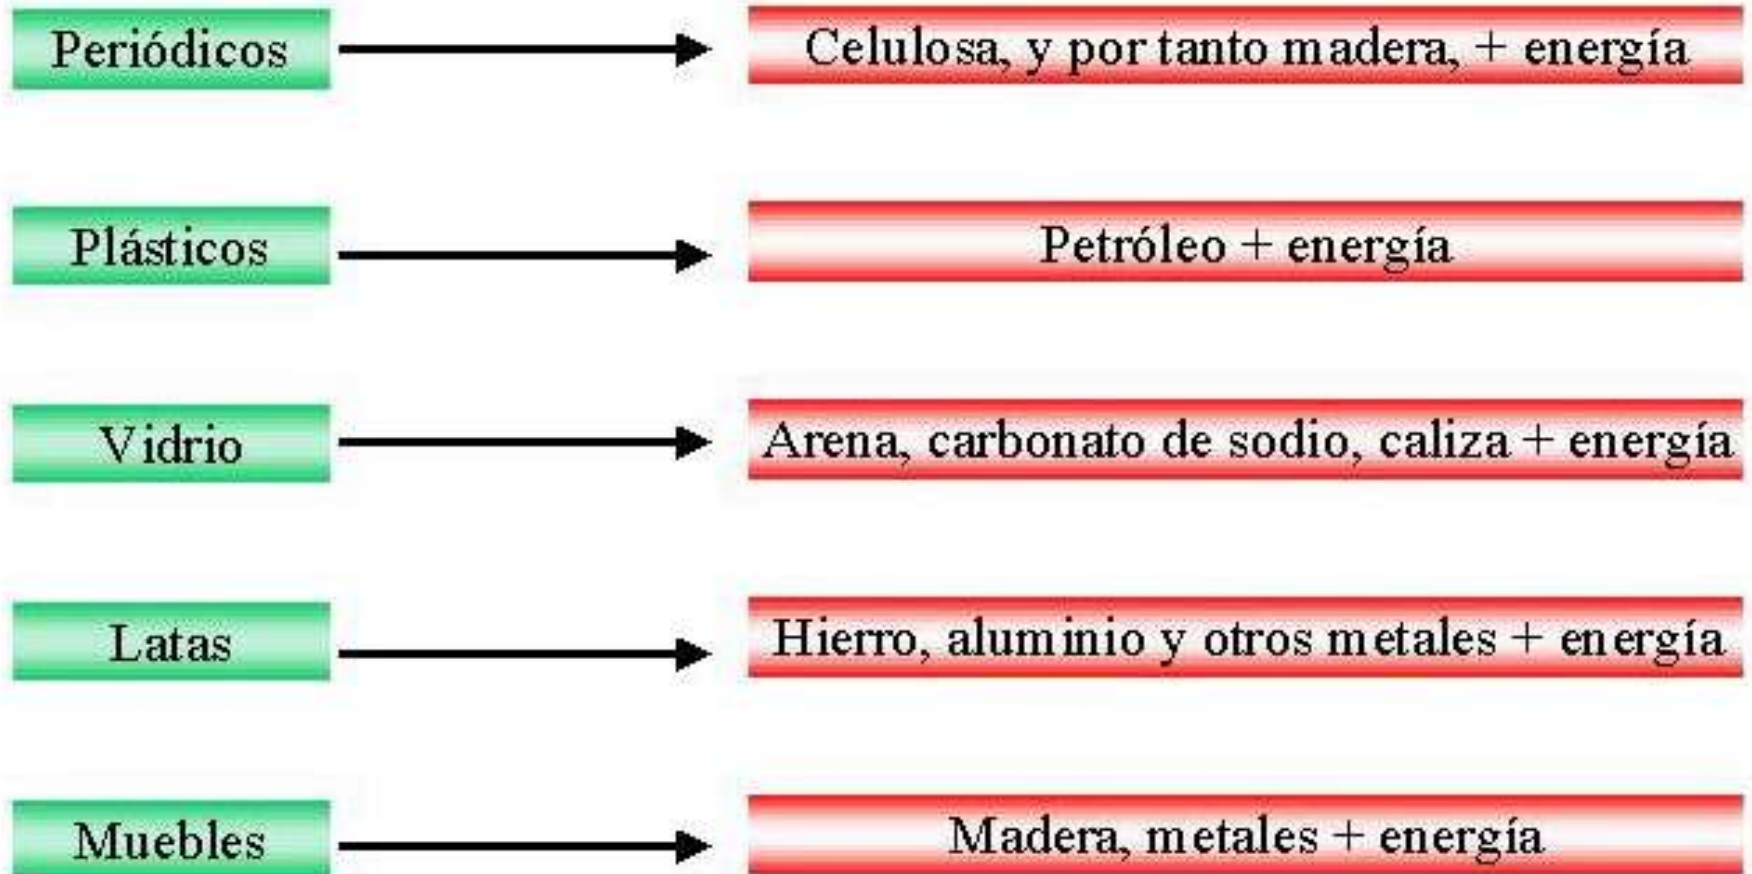 Periódicos
Celulosa, y por tanto madera, + energía
Plásticos
Petróleo + energía
Vidrio
Arena, carbonato de sodio, caliza + energía
Latas
Hierro, aluminio y otros metales + energía
Muebles
Madera, metales + energía